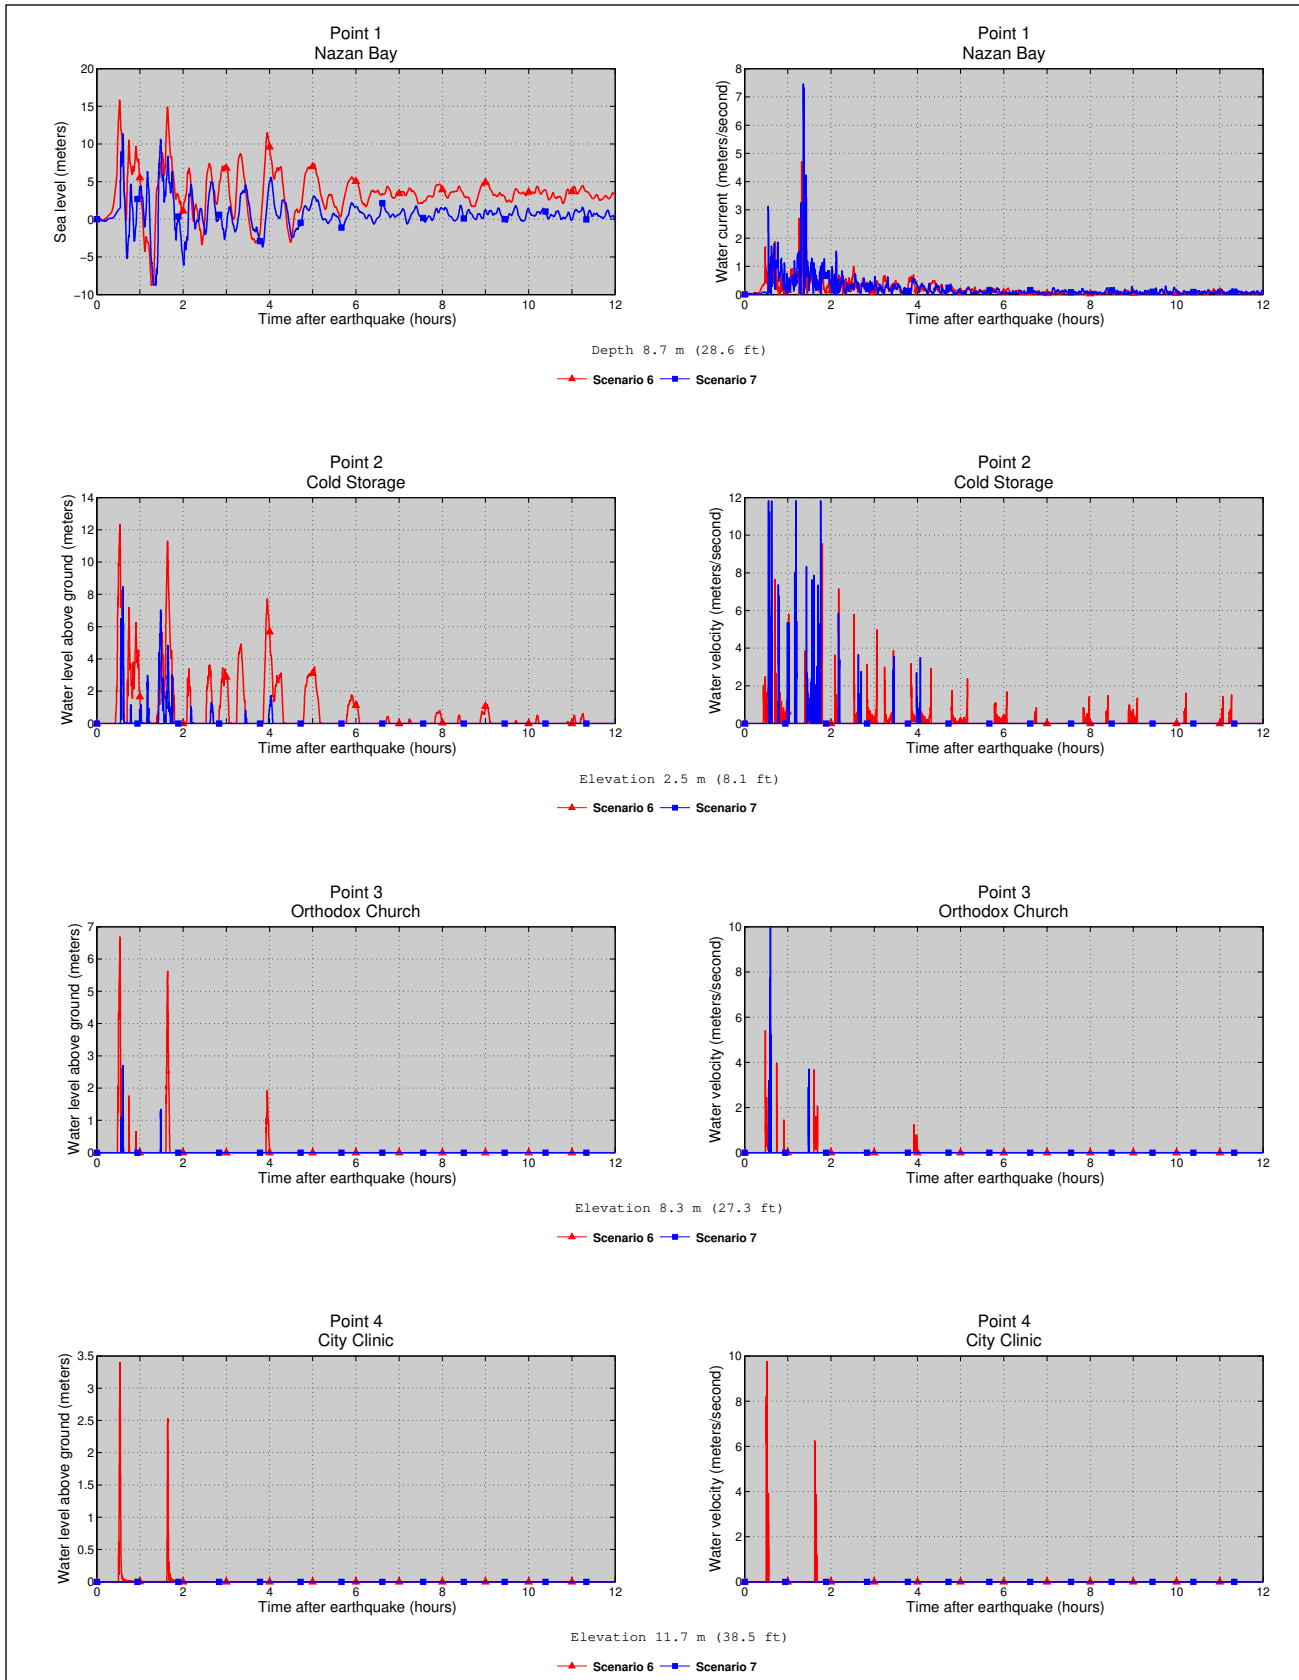 Point 1
Nazan Bay
Sea level (meters)
20
15
10
5
0
−5
−10
0 2 4 6 8 10 12
Time after earthquake (hours)
Point 1
Nazan Bay
Water current (meters/second)
8
7
6
5
4
3
2
1
0
0 2 4 6 8 10 12
Time after earthquake (hours)
Depth 8.7 m (28.6 ft)
Scenario 6 Scenario 7
Point 2
Cold Storage
Water level above ground (meters)
14
12
10
8
6
4
2
0
0 2 4 6 8 10 12
Time after earthquake (hours)
Point 2
Cold Storage
Water velocity (meters/second)
12
10
8
6
4
2
0
0 2 4 6 8 10 12
Time after earthquake (hours)
Elevation 2.5 m (8.1 ft)
Scenario 6 Scenario 7
Point 3
Orthodox Church
Water level above ground (meters)
7
6
5
4
3
2
1
0
0 2 4 6 8 10 12
Time after earthquake (hours)
Point 3
Orthodox Church
Water velocity (meters/second)
10
8
6
4
2
0
0 2 4 6 8 10 12
Time after earthquake (hours)
Elevation 8.3 m (27.3 ft)
Scenario 6 Scenario 7
Point 4
City Clinic
Water level above ground (meters)
3.5
3
2.5
2
1.5
1
0.5
0
0 2 4 6 8 10 12
Time after earthquake (hours)
Point 4
City Clinic
Water velocity (meters/second)
10
8
6
4
2
0
0 2 4 6 8 10 12
Time after earthquake (hours)
Elevation 11.7 m (38.5 ft)
Scenario 6 Scenario 7